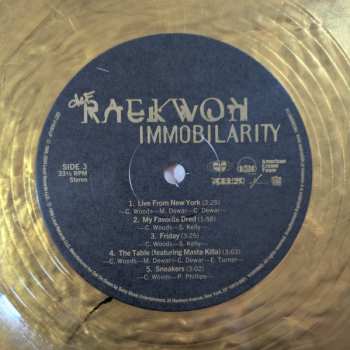 CHEF
RAEKWON
IMMOBILARITY
SIDE 3
33⅓ RPM
Stereo
1. Live From New York (3:25)
—C. Woods—M. Dewar—C. Dewar—
2. My Favorite Dred (1:58)
—C. Woods—S. Kelly—
3. Friday (3:25)
—C. Woods—S. Kelly—
4. The Table (featuring Masta Killa) (3:03)
—C. Woods—M. Dewar—C. Dewar—E. Turner—
5. Sneakers (3:02)
—C. Woods—P. Phillips—